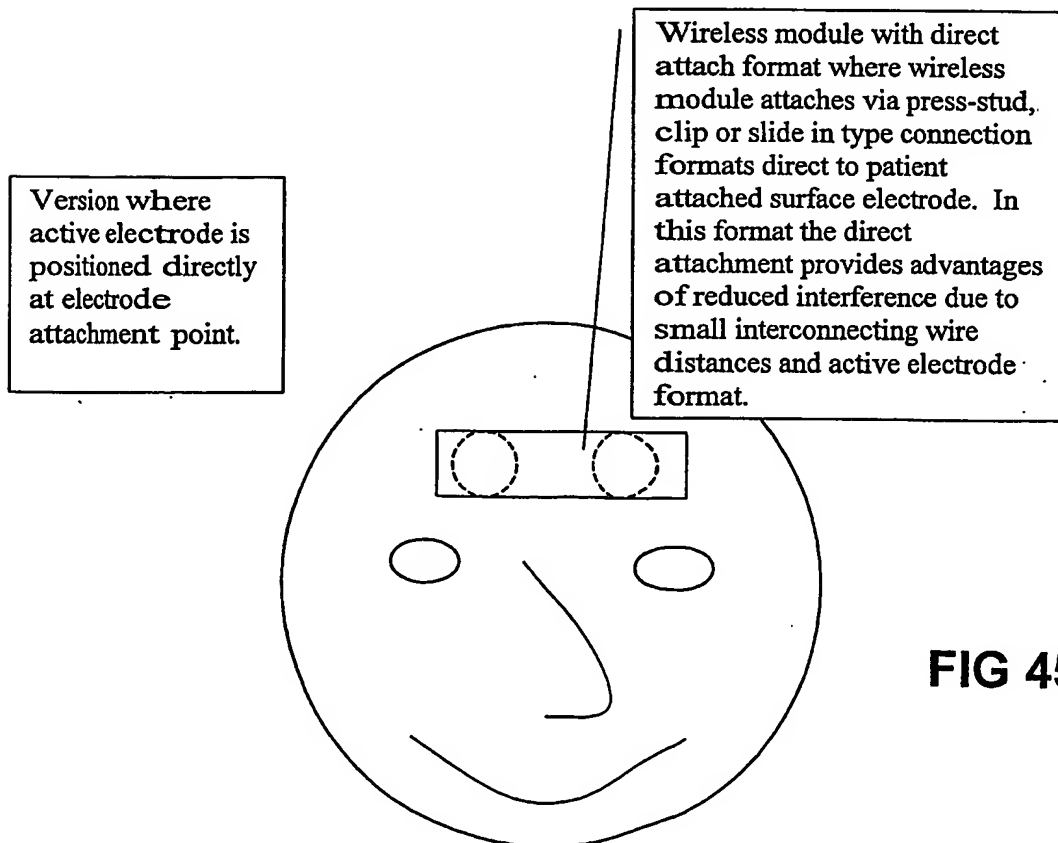 Version where
active electrode is
positioned directly
at electrode
attachment point.
Wireless module with direct
attach format where wireless
module attaches via press-stud,
clip or slide in type connection
formats direct to patient
attached surface electrode. In
this format the direct
attachment provides advantages
of reduced interference due to
small interconnecting wire
distances and active electrode
format.
FIG 45